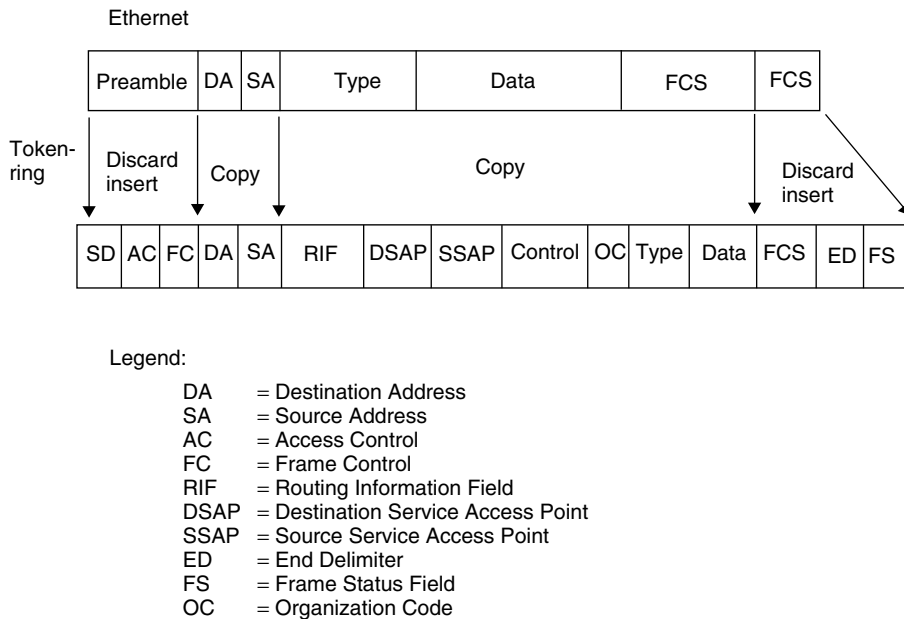 Ethernet
Preamble DA SA Type Data FCS FCS
Token-
ring
Discard
insert
Copy
Copy
Discard
insert
SD AC FC DA SA RIF DSAP SSAP Control OC Type Data FCS ED FS
Legend:
DA = Destination Address
SA = Source Address
AC = Access Control
FC = Frame Control
RIF = Routing Information Field
DSAP = Destination Service Access Point
SSAP = Source Service Access Point
ED = End Delimiter
FS = Frame Status Field
OC = Organization Code